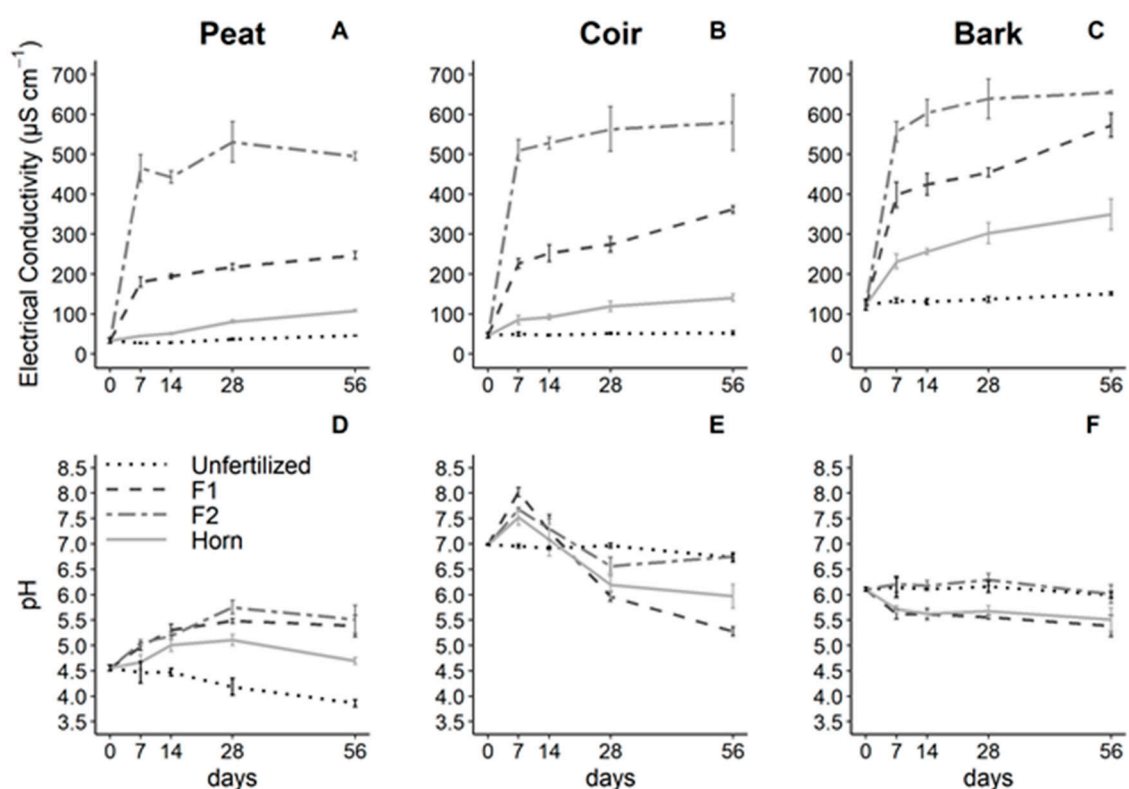 Peat A Coir B Bark C
Electrical Conductivity (µS cm⁻¹)
700 700 700
600 600 600
500 500 500
400 400 400
300 300 300
200 200 200
100 100 100
0 0 0
0 7 14 28 56 0 7 14 28 56 0 7 14 28 56
D E F
pH
8.5 8.5 8.5
8.0 8.0 8.0
7.5 7.5 7.5
7.0 7.0 7.0
6.5 6.5 6.5
6.0 6.0 6.0
5.5 5.5 5.5
5.0 5.0 5.0
4.5 4.5 4.5
4.0 4.0 4.0
3.5 3.5 3.5
Unfertilized
F1
F2
Horn
0 7 14 28 56 0 7 14 28 56 0 7 14 28 56
days days days